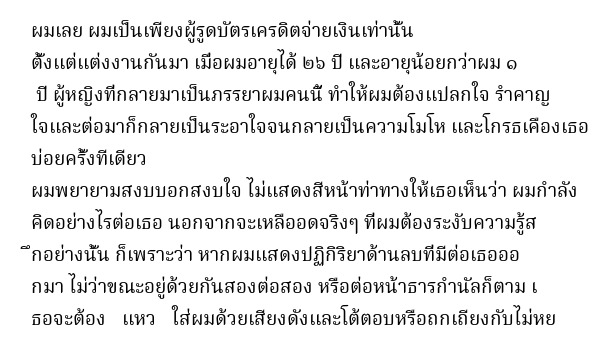 ผมเลย ผมเป็นเพียงผู้รูดบัตรเครดิตจ่ายเงินเท่านั้น
ตั้งแต่แต่งงานกันมา เมื่อผมอายุได้ ๒๖ ปี และอายุน้อยกว่าผม ๑
ปี ผู้หญิงที่กลายมาเป็นภรรยาผมคนนี้ ทำให้ผมต้องแปลกใจ รำคาญ
ใจและต่อมาก็กลายเป็นระอาใจจนกลายเป็นความโมโห และโกรธเคืองเธอ
บ่อยครั้งทีเดียว
ผมพยายามสงบบอกสงบใจ ไม่แสดงสีหน้าท่าทางให้เธอเห็นว่า ผมกำลัง
คิดอย่างไรต่อเธอ นอกจากจะเหลืออดจริงๆ ที่ผมต้องระงับความรู้ส
ึกอย่างนั้น ก็เพราะว่า หากผมแสดงปฏิกิริยาด้านลบที่มีต่อเธอออ
กมา ไม่ว่าขณะอยู่ด้วยกันสองต่อสอง หรือต่อหน้าธารกำนัลก็ตาม เ
ธอจะต้อง แหว ใส่ผมด้วยเสียงดังและโต้ตอบหรือถกเถียงกับไม่หย